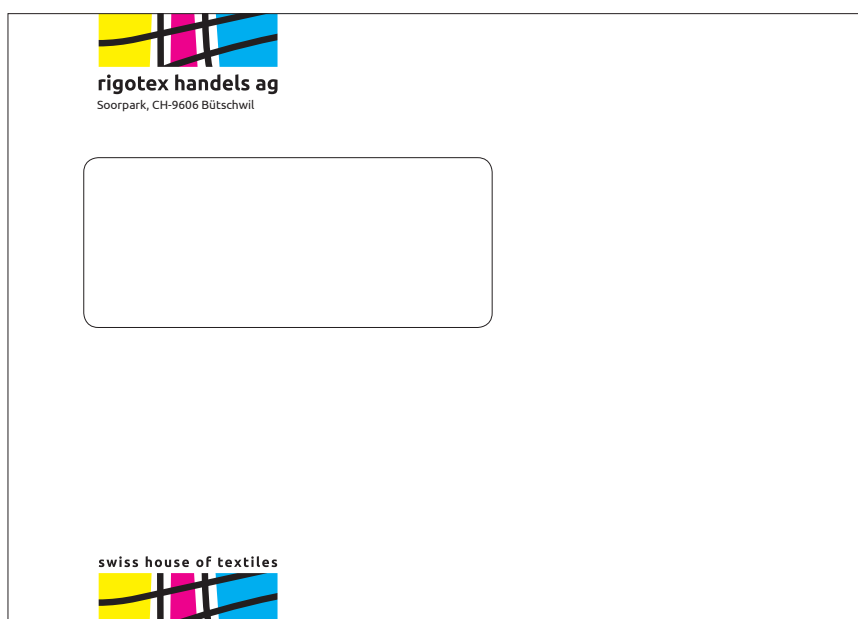 rigotex handels ag
Soorpark, CH-9606 Bütschwil
swiss house of textiles